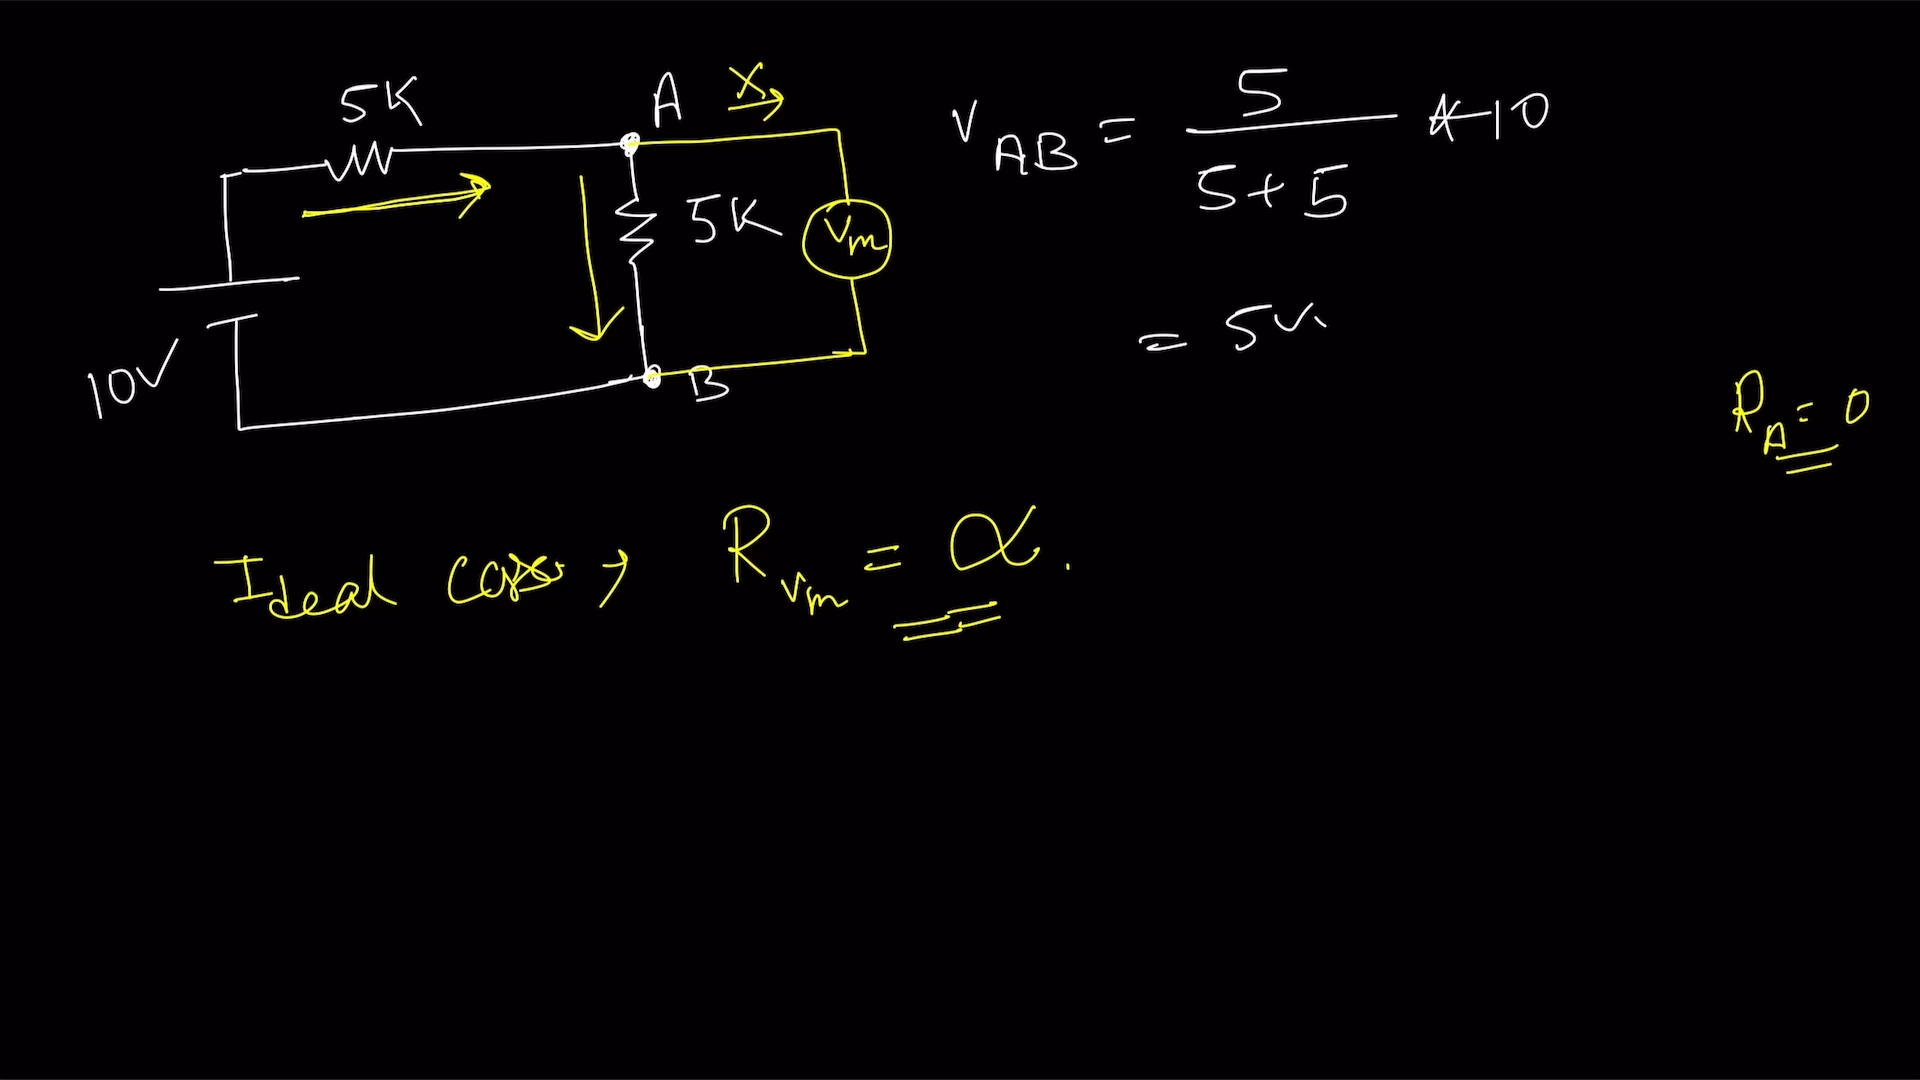 5K
A
X
5K
Vm
10V
B
VAB = 5 / 5+5 * 10
= 5V.
RA = 0
Ideal case → Rvm = α.